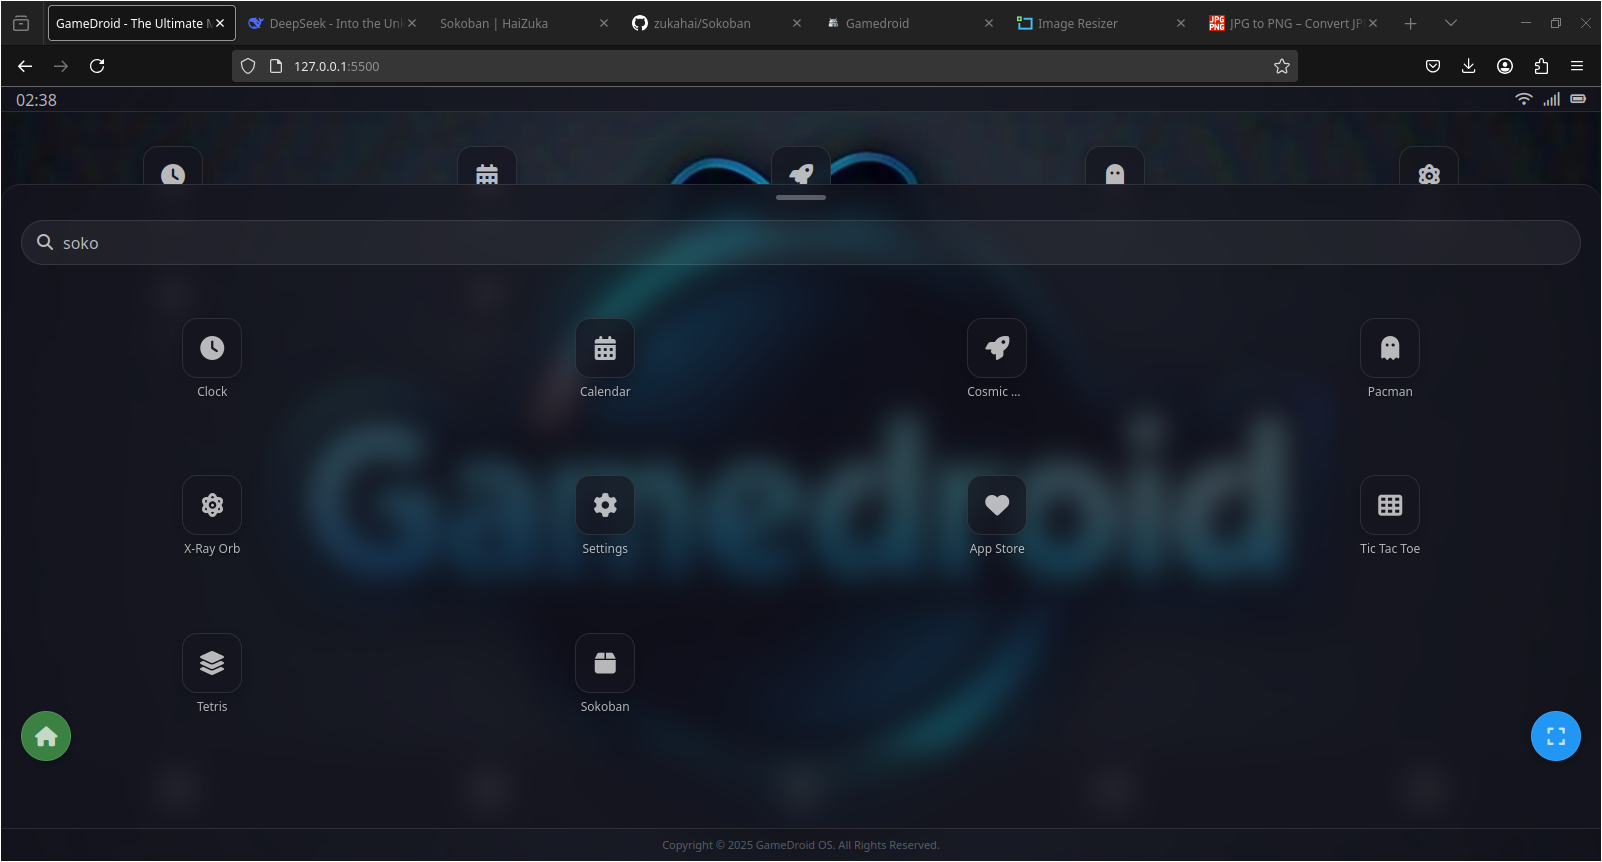 GameDroid - The Ultimate M
DeepSeek - Into the Un
Sokoban | HaiZuka
zukahai/Sokoban
Gamedroid
Image Resizer
JPG to PNG – Convert JP
127.0.0.1:5500
02:38
soko
Clock
Calendar
Cosmic ...
Pacman
X-Ray Orb
Settings
App Store
Tic Tac Toe
Gamedroid
Tetris
Sokoban
Copyright © 2025 GameDroid OS. All Rights Reserved.